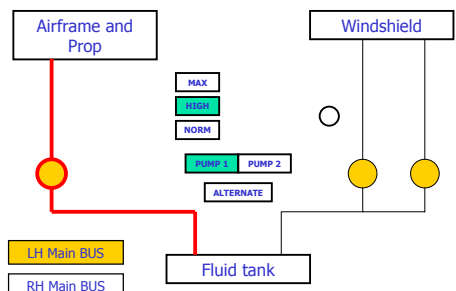 Airframe and
Prop
Windshield
MAX
HIGH
NORM
PUMP 1
PUMP 2
ALTERNATE
LH Main BUS
Fluid tank
RH Main BUS